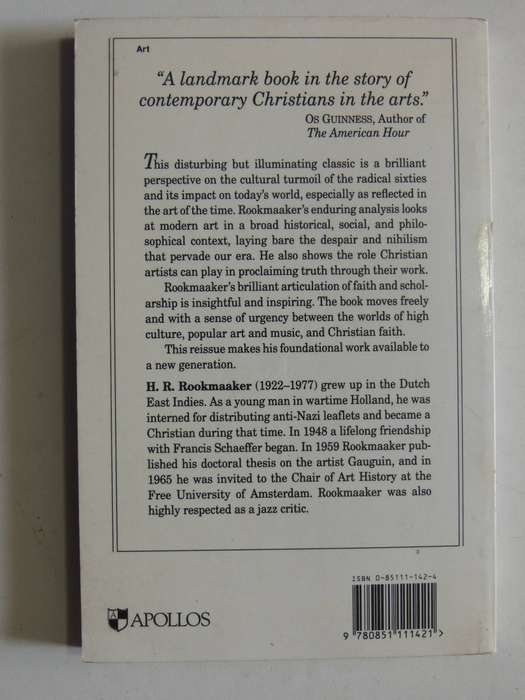 Art
“A landmark book in the story of
contemporary Christians in the arts.”
OS GUINNESS, Author of
The American Hour
This disturbing but illuminating classic is a brilliant
perspective on the cultural turmoil of the radical sixties
and its impact on today’s world, especially as reflected in
the art of the time. Rookmaaker’s enduring analysis looks
at modern art in a broad historical, social, and philo-
sophical context, laying bare the despair and nihilism
that pervade our era. He also shows the role Christian
artists can play in proclaiming truth through their work.
Rookmaaker’s brilliant articulation of faith and schol-
arship is insightful and inspiring. The book moves freely
and with a sense of urgency between the worlds of high
culture, popular art and music, and Christian faith.
This reissue makes his foundational work available to
a new generation.
H. R. Rookmaaker (1922–1977) grew up in the Dutch
East Indies. As a young man in wartime Holland, he was
interned for distributing anti-Nazi leaflets and became a
Christian during that time. In 1948 a lifelong friendship
with Francis Schaeffer began. In 1959 Rookmaaker pub-
lished his doctoral thesis on the artist Gauguin, and in
1965 he was invited to the Chair of Art History at the
Free University of Amsterdam. Rookmaaker was also
highly respected as a jazz critic.
ISBN 0-85111-142-4
9 780851 111421 >
A APOLLOS